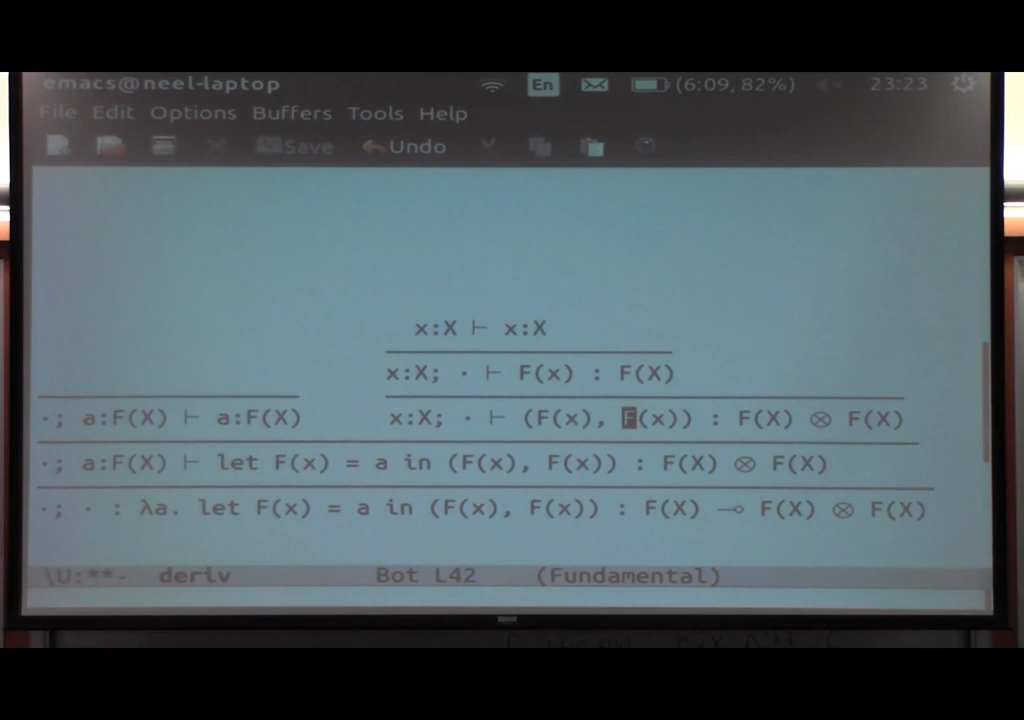 emacs@neel-laptop En (6:09, 82%) 23:23
File Edit Options Buffers Tools Help
Save Undo
x:X ⊢ x:X
x:X; · ⊢ F(x) : F(X)
·; a:F(X) ⊢ a:F(X) x:X; · ⊢ (F(x), F(x)) : F(X) ⊗ F(X)
·; a:F(X) ⊢ let F(x) = a in (F(x), F(x)) : F(X) ⊗ F(X)
·; · : λa. let F(x) = a in (F(x), F(x)) : F(X) ⊸ F(X) ⊗ F(X)
\U:**- deriv Bot L42 (Fundamental)